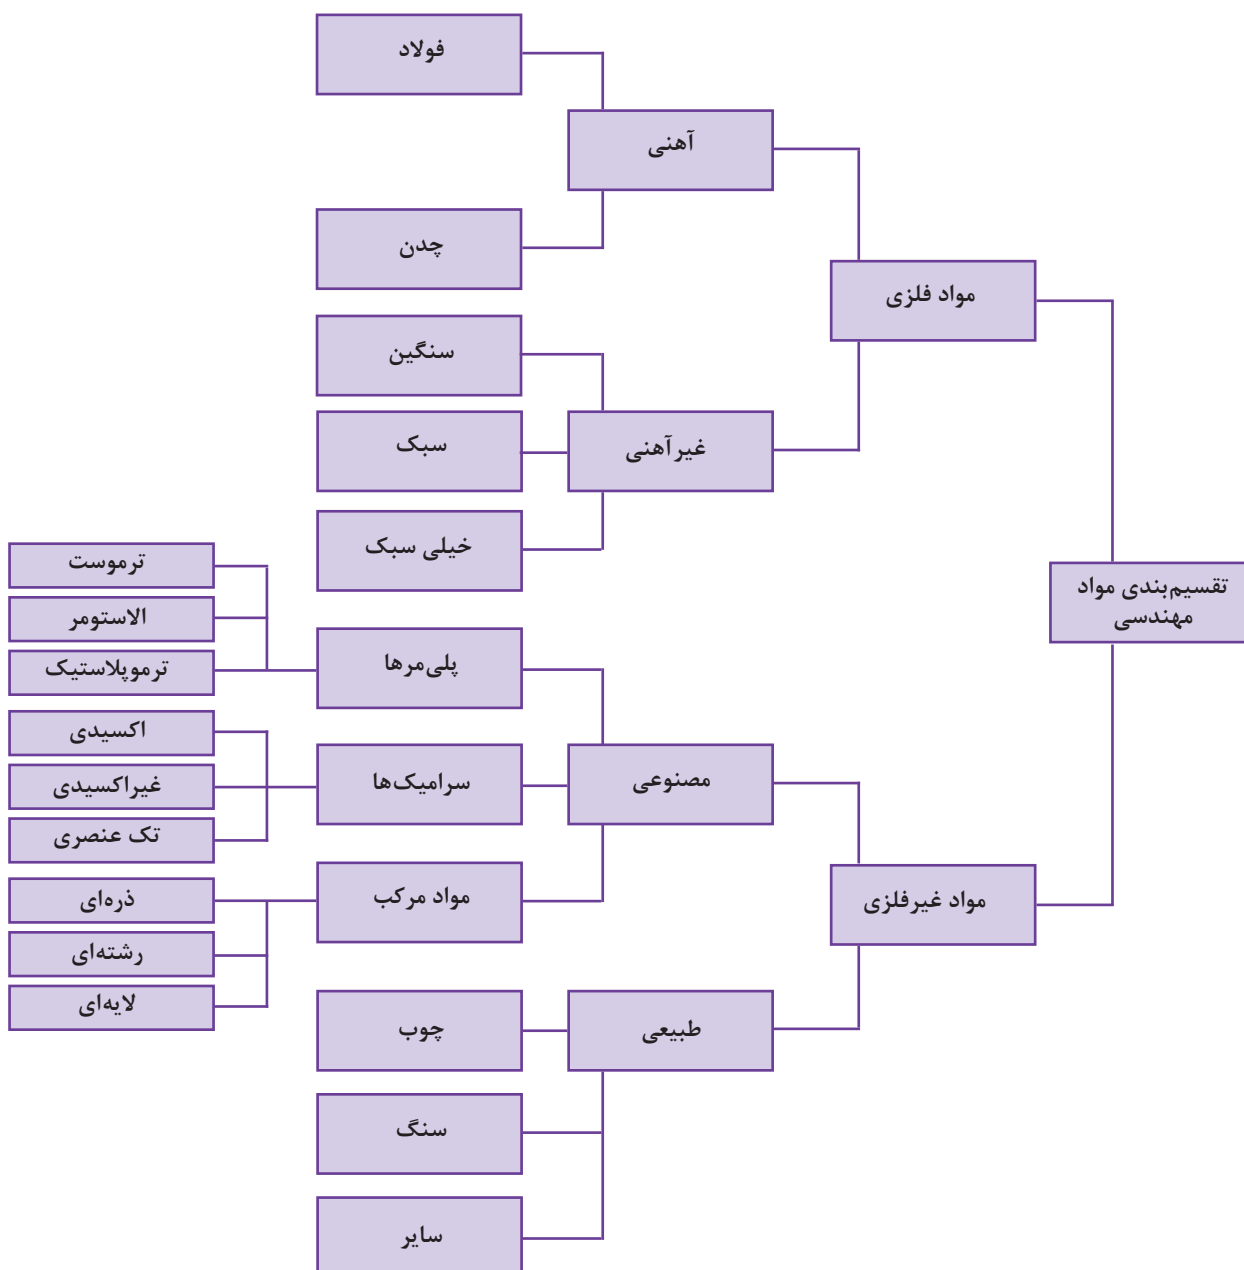 تقسیم‌بندی مواد
مهندسی
مواد فلزی
آهنی
فولاد
چدن
غیرآهنی
سنگین
سبک
خیلی سبک
مواد غیرفلزی
مصنوعی
پلی‌مرها
ترموست
الاستومر
ترموپلاستیک
سرامیک‌ها
اکسیدی
غیراکسیدی
تک عنصری
مواد مرکب
ذره‌ای
رشته‌ای
لایه‌ای
طبیعی
چوب
سنگ
سایر